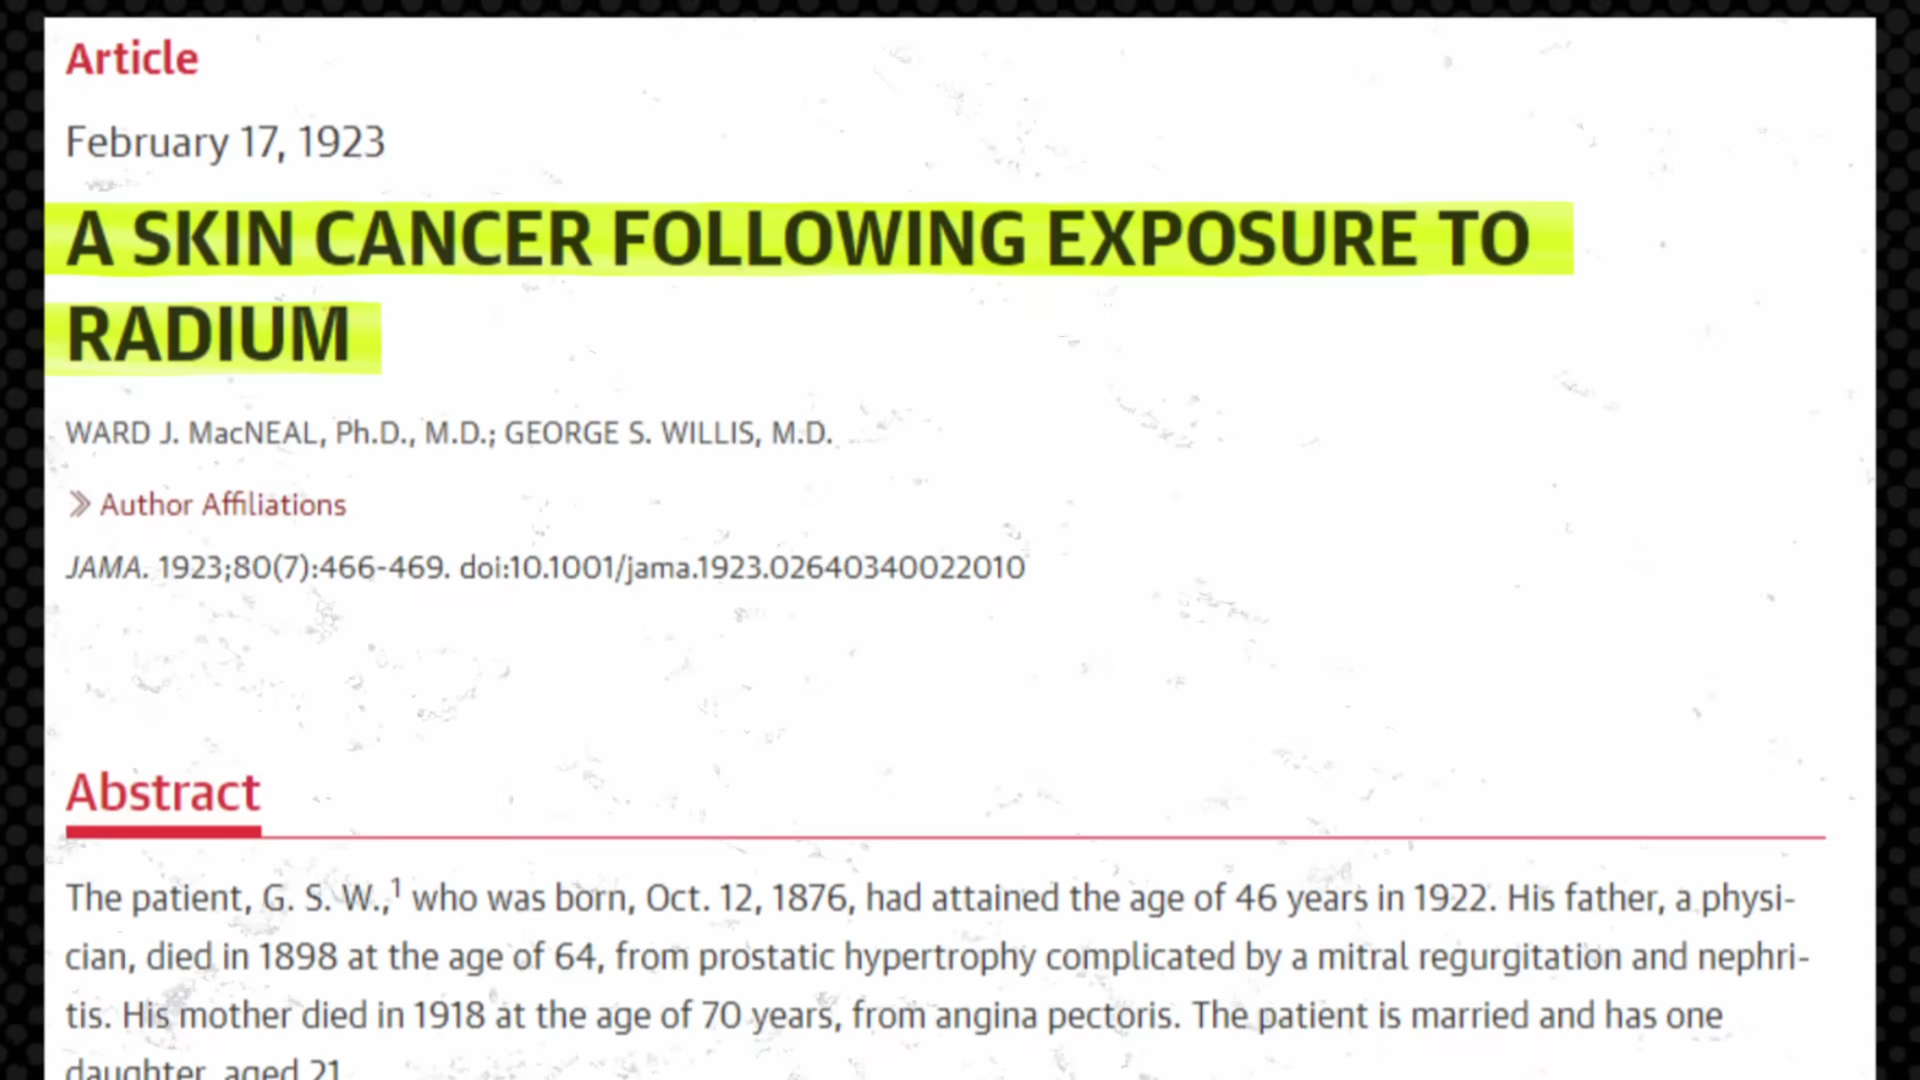 Article
February 17, 1923
A SKIN CANCER FOLLOWING EXPOSURE TO
RADIUM
WARD J. MacNEAL, Ph.D., M.D.; GEORGE S. WILLIS, M.D.
Author Affiliations
JAMA. 1923;80(7):466-469. doi:10.1001/jama.1923.02640340022010
Abstract
The patient, G. S. W.,¹ who was born, Oct. 12, 1876, had attained the age of 46 years in 1922. His father, a physi-
cian, died in 1898 at the age of 64, from prostatic hypertrophy complicated by a mitral regurgitation and nephri-
tis. His mother died in 1918 at the age of 70 years, from angina pectoris. The patient is married and has one
daughter, aged 21.